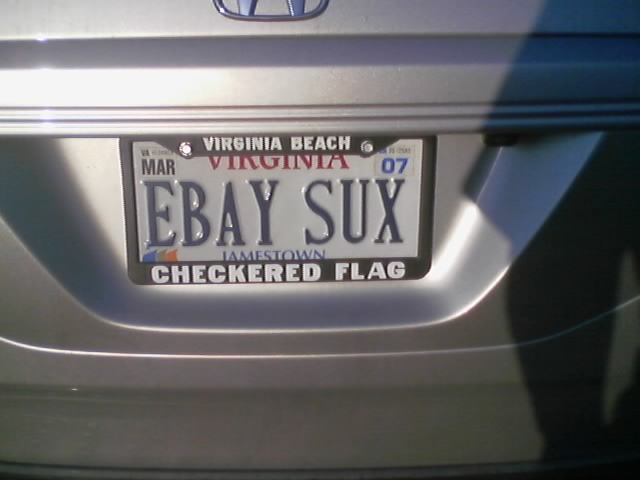 VIRGINIA BEACH
VIRGINIA
MAR
07
EBAY SUX
JAMESTOWN
CHECKERED FLAG